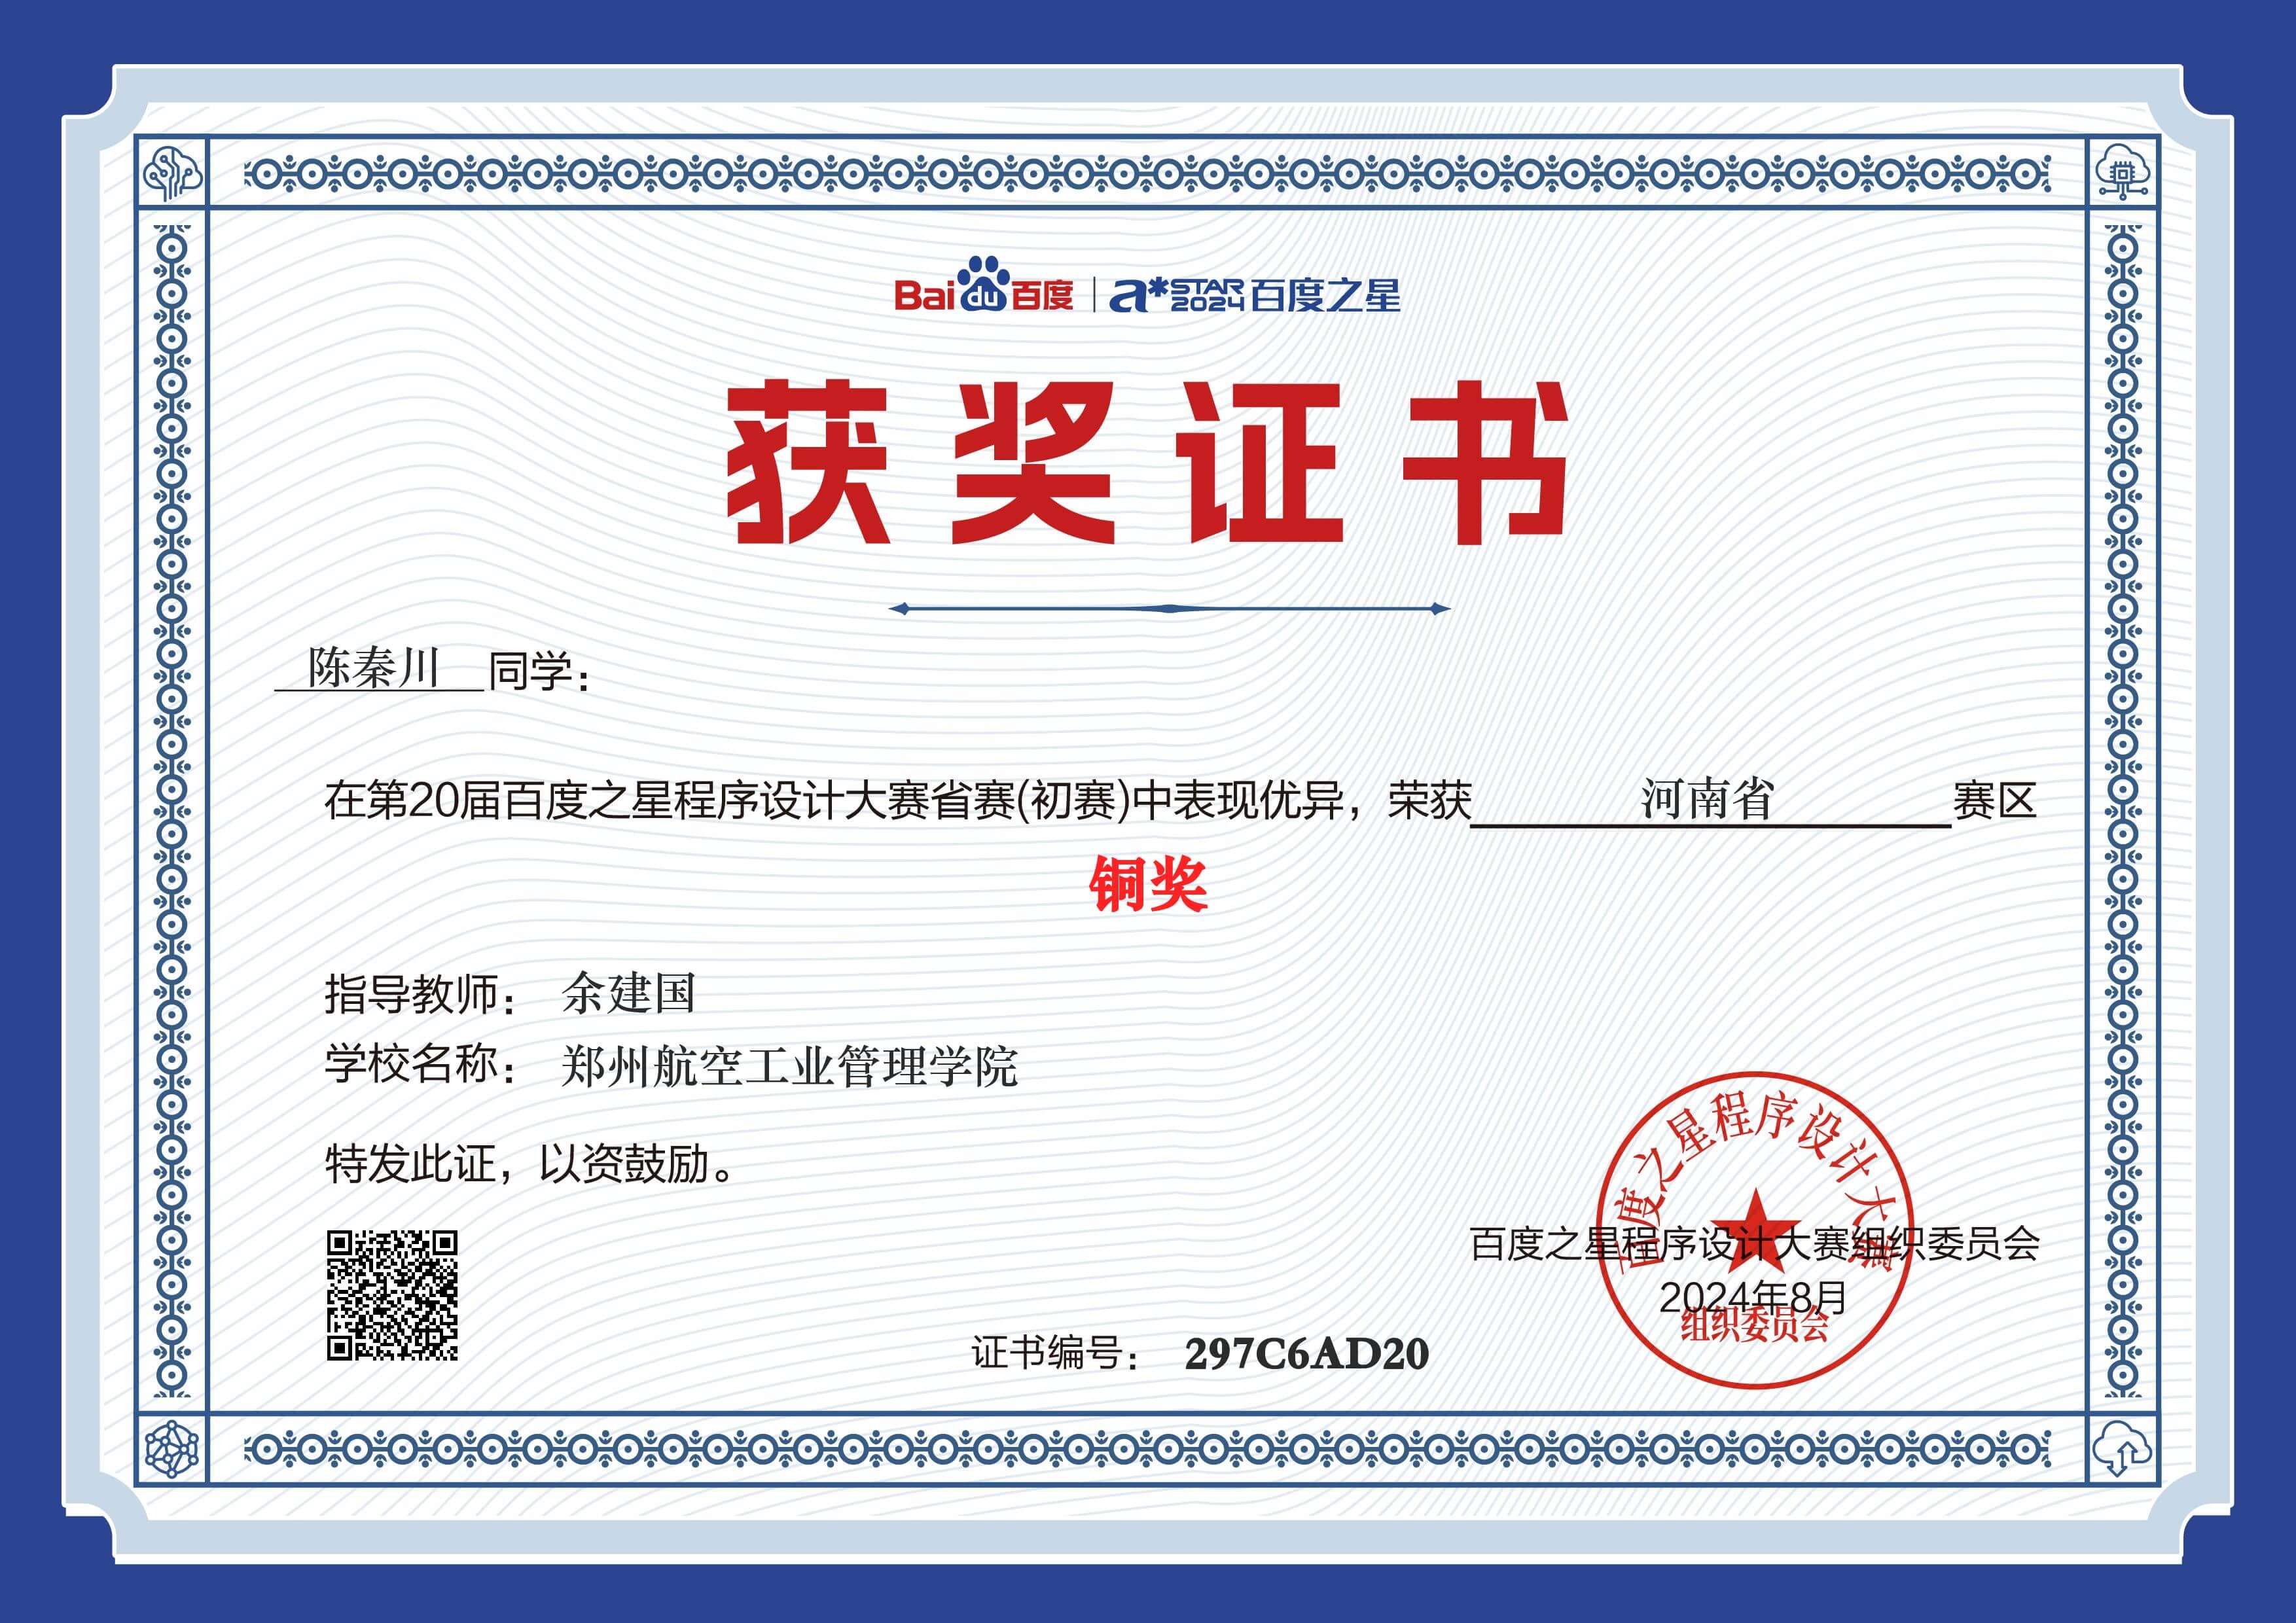 Baidu百度 | a*STAR 2024 百度之星
获奖证书
陈秦川 同学:
在第20届百度之星程序设计大赛省赛(初赛)中表现优异，荣获 河南省 赛区
铜奖
指导教师: 余建国
学校名称: 郑州航空工业管理学院
特发此证，以资鼓励。
百度之星程序设计大赛
百度之星程序设计大赛组织委员会
2024年8月
组织委员会
证书编号: 297C6AD20